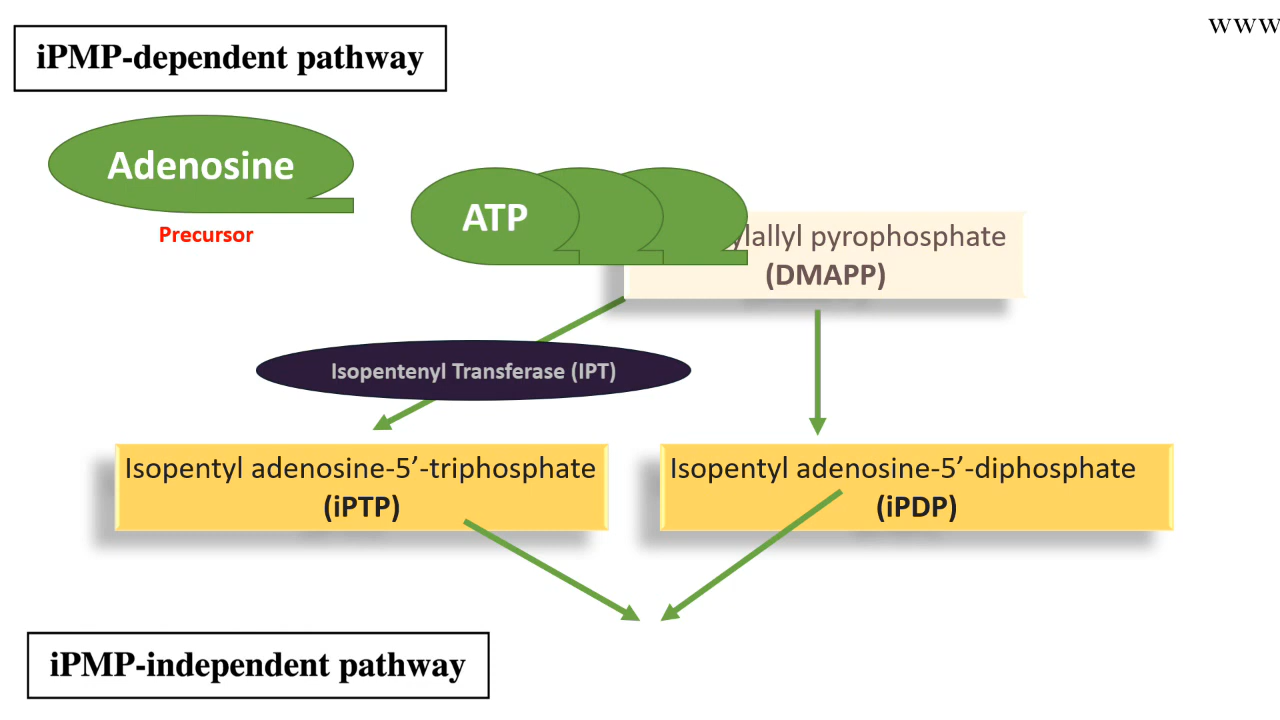 www
iPMP-dependent pathway
Adenosine
Precursor
ATP
ylallyl pyrophosphate
(DMAPP)
Isopentenyl Transferase (IPT)
Isopentyl adenosine-5’-triphosphate
(iPTP)
Isopentyl adenosine-5’-diphosphate
(iPDP)
iPMP-independent pathway